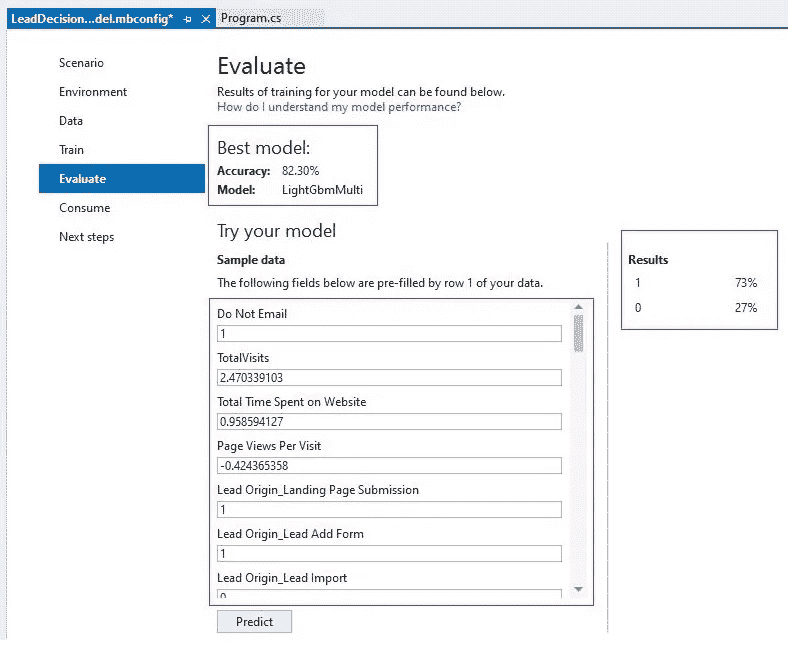 LeadDecision...del.mbconfig*
Program.cs
Scenario
Environment
Data
Train
Evaluate
Consume
Next steps
Evaluate
Results of training for your model can be found below.
How do I understand my model performance?
Best model:
Accuracy: 82.30%
Model: LightGbmMulti
Try your model
Sample data
The following fields below are pre-filled by row 1 of your data.
Do Not Email
1
TotalVisits
2.470339103
Total Time Spent on Website
0.958594127
Page Views Per Visit
-0.424365358
Lead Origin_Landing Page Submission
1
Lead Origin_Lead Add Form
1
Lead Origin_Lead Import
0
Predict
Results
1 73%
0 27%